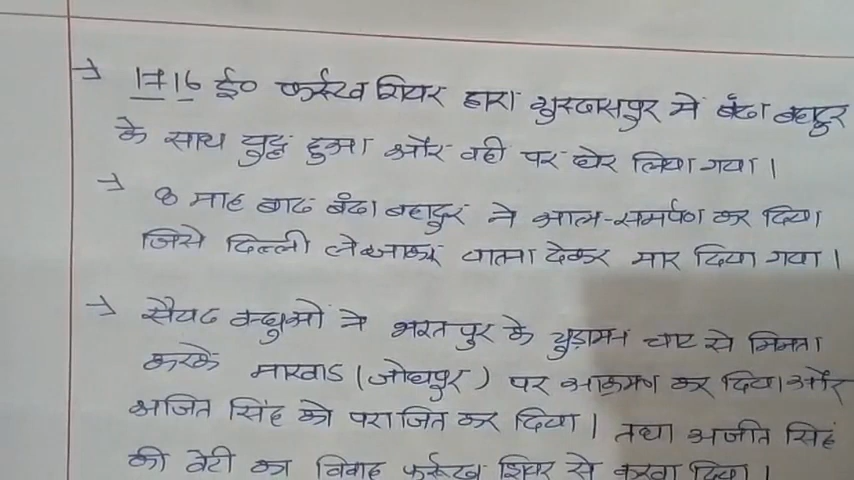 → 1716 ई० फर्रूख शियर द्वारा गुरदासपुर में बंदा बहादुर
के साथ युद्ध हुआ और वही पर घेर लिया गया।
→ 8 माह बाद बंदा बहादुर ने आत्म-समर्पण कर दिया
जिसे दिल्ली लेजाकर यातना देकर मार दिया गया।
→ सैयद बन्धुओं ने भरतपुर के चुड़ामन जाट से मित्रता
करके मारवाड (जोधपुर) पर आक्रमण कर दिया। और
अजित सिंह को पराजित कर दिया। तथा अजीत सिंह
की बेटी का विवाह फर्रूख शियर से करवा दिया।